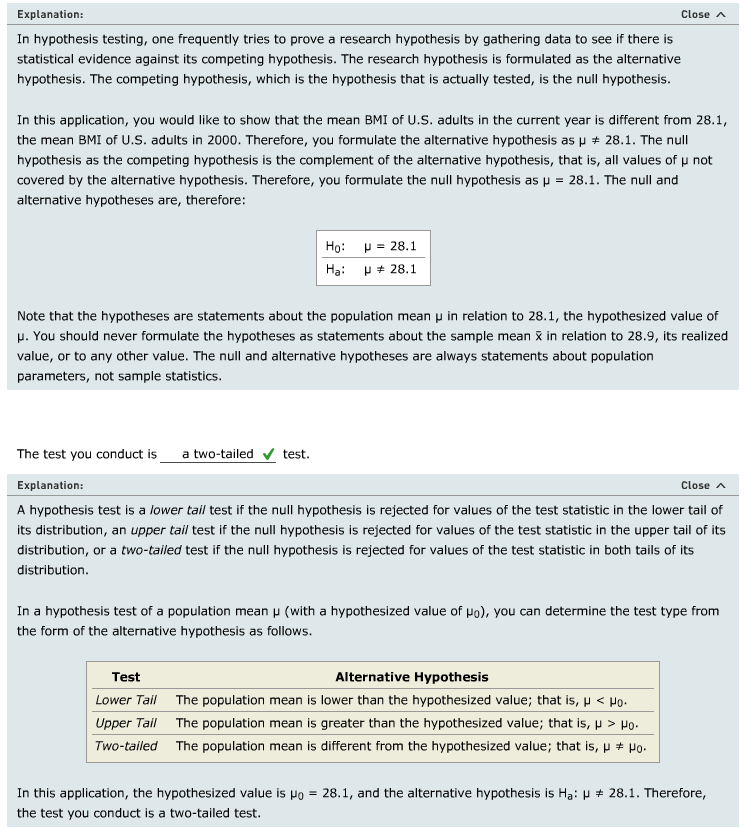 Explanation: Close ^
In hypothesis testing, one frequently tries to prove a research hypothesis by gathering data to see if there is
statistical evidence against its competing hypothesis. The research hypothesis is formulated as the alternative
hypothesis. The competing hypothesis, which is the hypothesis that is actually tested, is the null hypothesis.
In this application, you would like to show that the mean BMI of U.S. adults in the current year is different from 28.1,
the mean BMI of U.S. adults in 2000. Therefore, you formulate the alternative hypothesis as μ ≠ 28.1. The null
hypothesis as the competing hypothesis is the complement of the alternative hypothesis, that is, all values of μ not
covered by the alternative hypothesis. Therefore, you formulate the null hypothesis as μ = 28.1. The null and
alternative hypotheses are, therefore:
H₀: μ = 28.1
Hₐ: μ ≠ 28.1
Note that the hypotheses are statements about the population mean μ in relation to 28.1, the hypothesized value of
μ. You should never formulate the hypotheses as statements about the sample mean x̄ in relation to 28.9, its realized
value, or to any other value. The null and alternative hypotheses are always statements about population
parameters, not sample statistics.
The test you conduct is a two-tailed ✔ test.
Explanation: Close ^
A hypothesis test is a lower tail test if the null hypothesis is rejected for values of the test statistic in the lower tail of
its distribution, an upper tail test if the null hypothesis is rejected for values of the test statistic in the upper tail of its
distribution, or a two-tailed test if the null hypothesis is rejected for values of the test statistic in both tails of its
distribution.
In a hypothesis test of a population mean μ (with a hypothesized value of μ₀), you can determine the test type from
the form of the alternative hypothesis as follows.
Test Alternative Hypothesis
Lower Tail The population mean is lower than the hypothesized value; that is, μ < μ₀.
Upper Tail The population mean is greater than the hypothesized value; that is, μ > μ₀.
Two-tailed The population mean is different from the hypothesized value; that is, μ ≠ μ₀.
In this application, the hypothesized value is μ₀ = 28.1, and the alternative hypothesis is Hₐ: μ ≠ 28.1. Therefore,
the test you conduct is a two-tailed test.